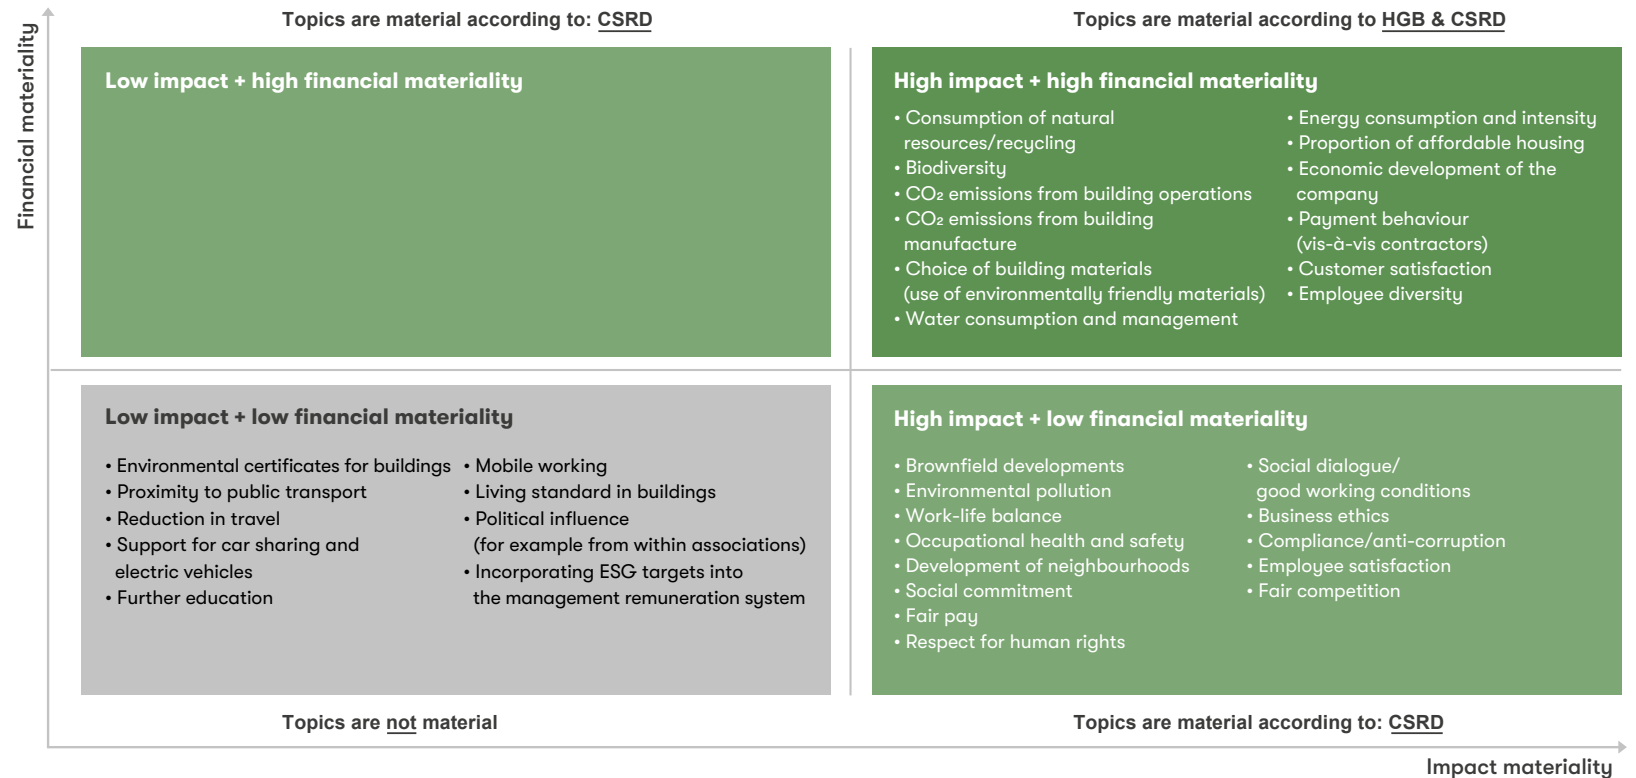 Financial materiality
Topics are material according to: CSRD
Topics are material according to HGB & CSRD
Low impact + high financial materiality
High impact + high financial materiality
• Consumption of natural
resources/recycling
• Biodiversity
• CO₂ emissions from building operations
• CO₂ emissions from building
manufacture
• Choice of building materials
(use of environmentally friendly materials)
• Water consumption and management
• Energy consumption and intensity
• Proportion of affordable housing
• Economic development of the
company
• Payment behaviour
(vis-à-vis contractors)
• Customer satisfaction
• Employee diversity
Low impact + low financial materiality
• Environmental certificates for buildings
• Proximity to public transport
• Reduction in travel
• Support for car sharing and
electric vehicles
• Further education
• Mobile working
• Living standard in buildings
• Political influence
(for example from within associations)
• Incorporating ESG targets into
the management remuneration system
High impact + low financial materiality
• Brownfield developments
• Environmental pollution
• Work-life balance
• Occupational health and safety
• Development of neighbourhoods
• Social commitment
• Fair pay
• Respect for human rights
• Social dialogue/
good working conditions
• Business ethics
• Compliance/anti-corruption
• Employee satisfaction
• Fair competition
Topics are not material
Topics are material according to: CSRD
Impact materiality